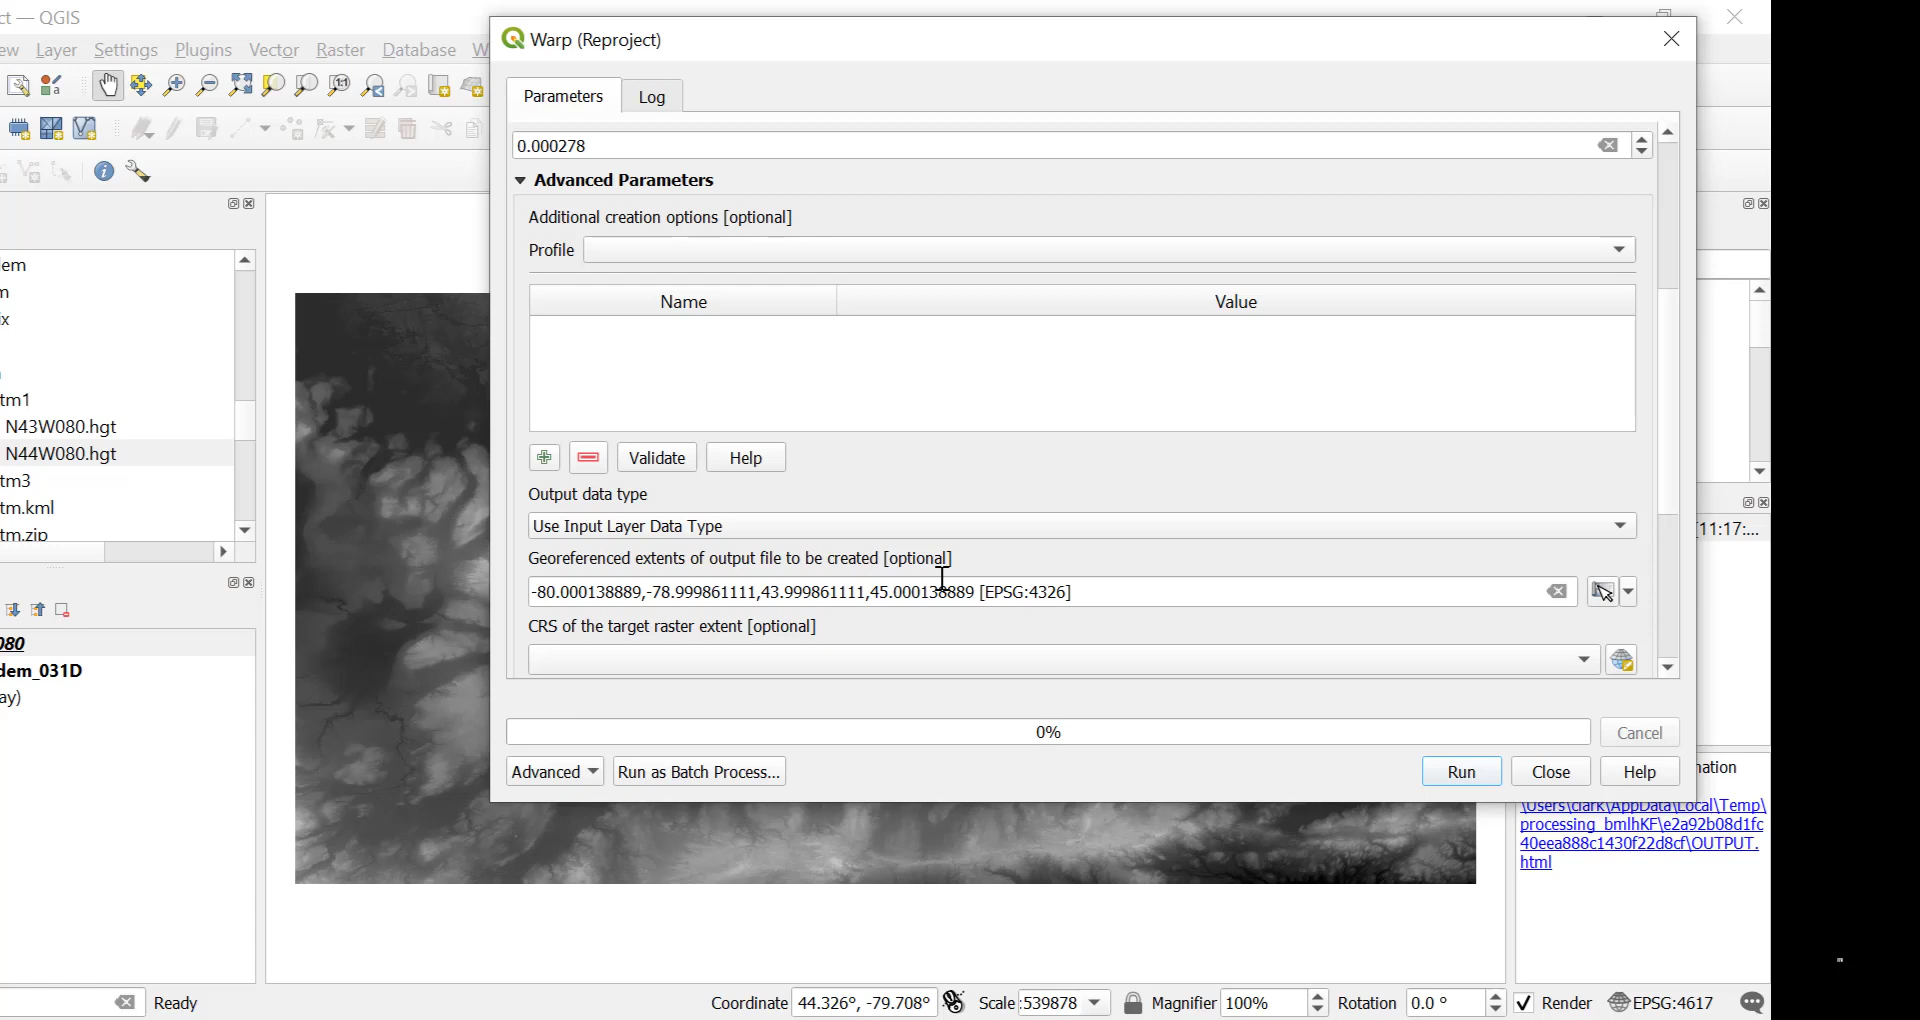 ct — QGIS
ew Layer Settings Plugins Vector Raster Database W
Warp (Reproject)
Parameters Log
0.000278
Advanced Parameters
Additional creation options [optional]
Profile
Name Value
Validate Help
Output data type
Use Input Layer Data Type
Georeferenced extents of output file to be created [optional]
-80.000138889,-78.999861111,43.999861111,45.000138889 [EPSG:4326]
CRS of the target raster extent [optional]
0%
Cancel
Advanced Run as Batch Process... Run Close Help
em
m
ix
tm1
N43W080.hgt
N44W080.hgt
tm3
tm.kml
tm.zip
080
dem_031D
ay)
[11:17:...
nation
\Users\clark\AppData\Local\Temp\
processing_bmlhKF\e2a92b08d1fc
40eea888c1430f22d8cf\OUTPUT.
html
Ready Coordinate 44.326°, -79.708° Scale :539878 Magnifier 100% Rotation 0.0 ° Render EPSG:4617